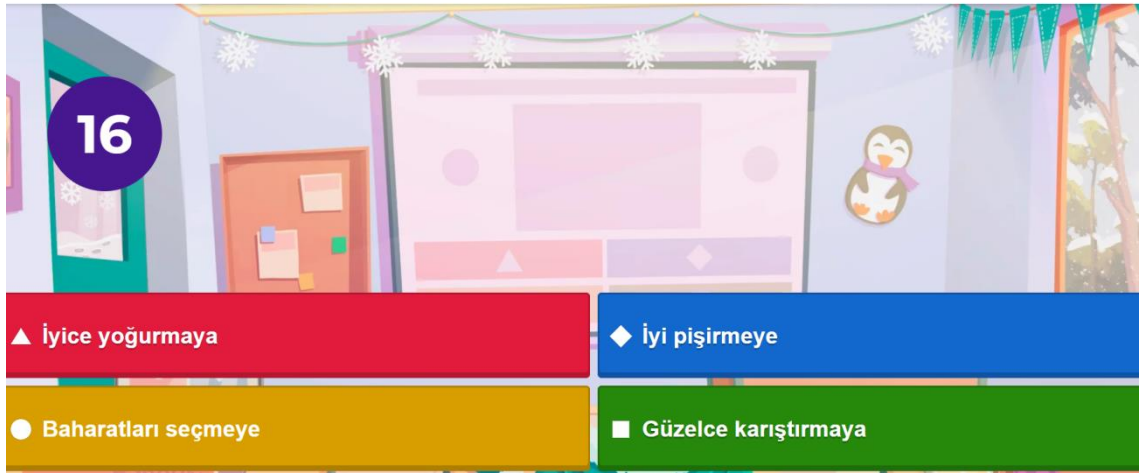 16
İyice yoğurmaya
İyi pişirmeye
Baharatları seçmeye
Güzelce karıştırmaya